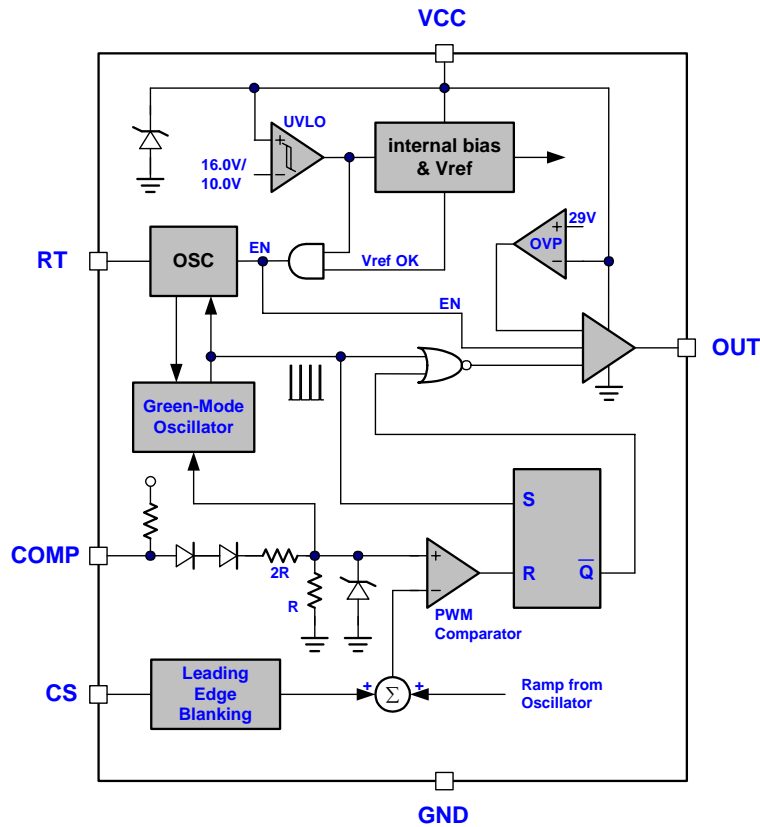 VCC
UVLO
16.0V/
10.0V
+
−
internal bias
& Vref
29V
+
OVP
−
RT
OSC
EN
Vref OK
EN
OUT
Green-Mode
Oscillator
S
COMP
2R
R
+
−
R
Q
PWM
Comparator
CS
Leading
Edge
Blanking
+
Σ
+
Ramp from
Oscillator
GND